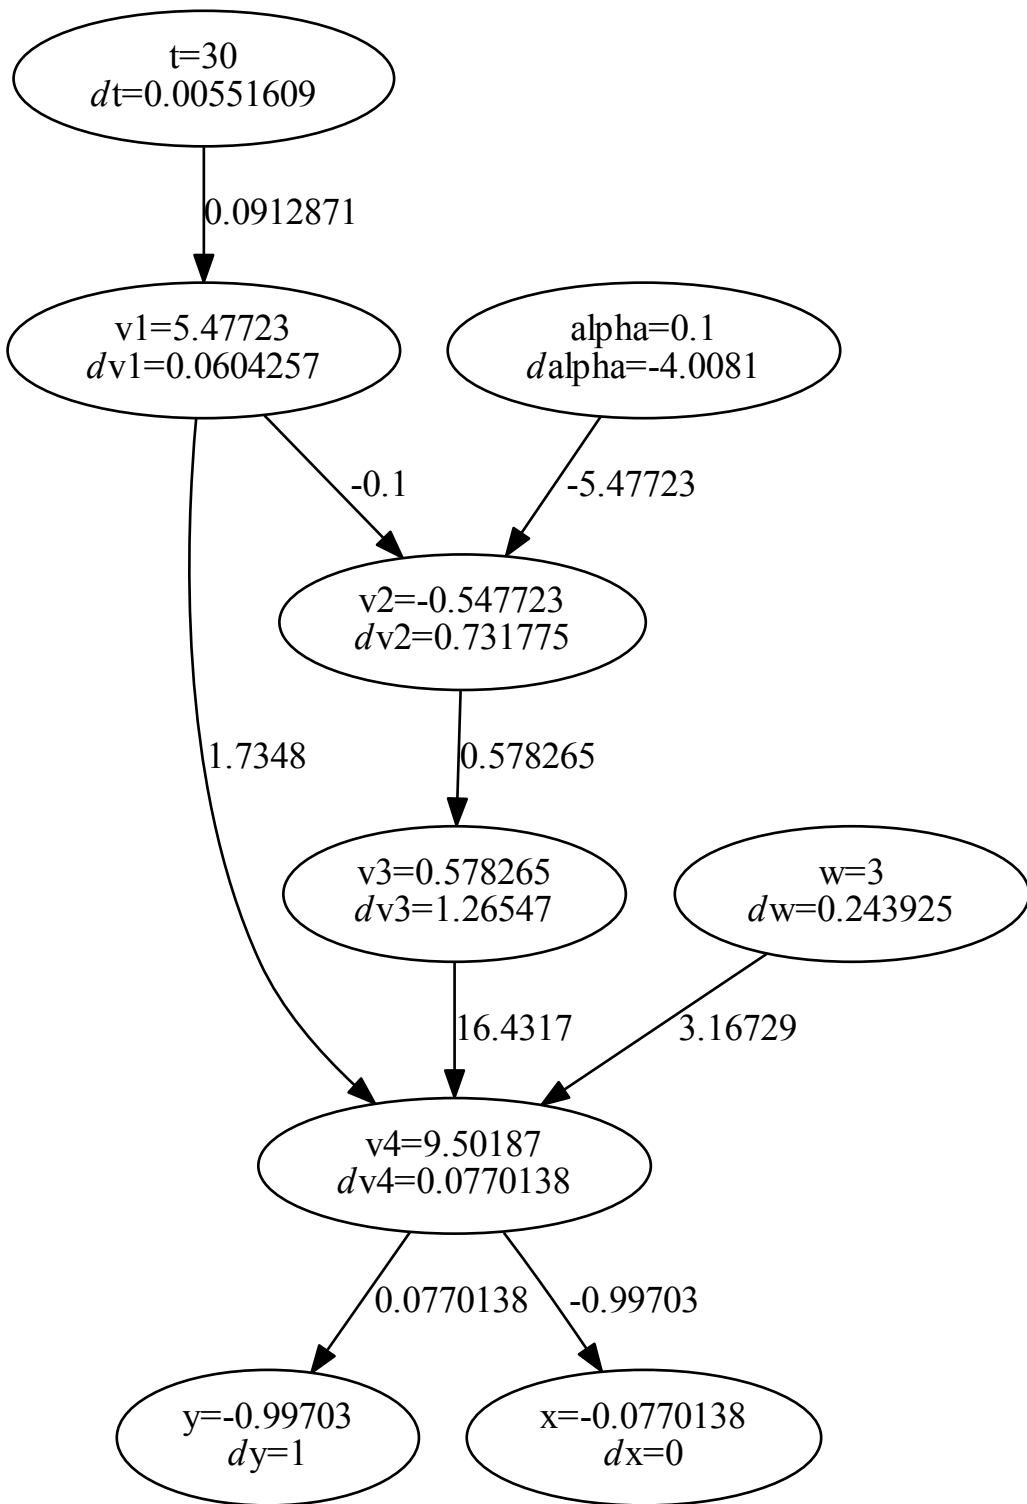 t=30
dt=0.00551609
0.0912871
v1=5.47723
dv1=0.0604257
alpha=0.1
dalpha=-4.0081
-0.1
-5.47723
v2=-0.547723
dv2=0.731775
1.7348
0.578265
v3=0.578265
dv3=1.26547
w=3
dw=0.243925
16.4317
3.16729
v4=9.50187
dv4=0.0770138
0.0770138
-0.99703
y=-0.99703
dy=1
x=-0.0770138
dx=0